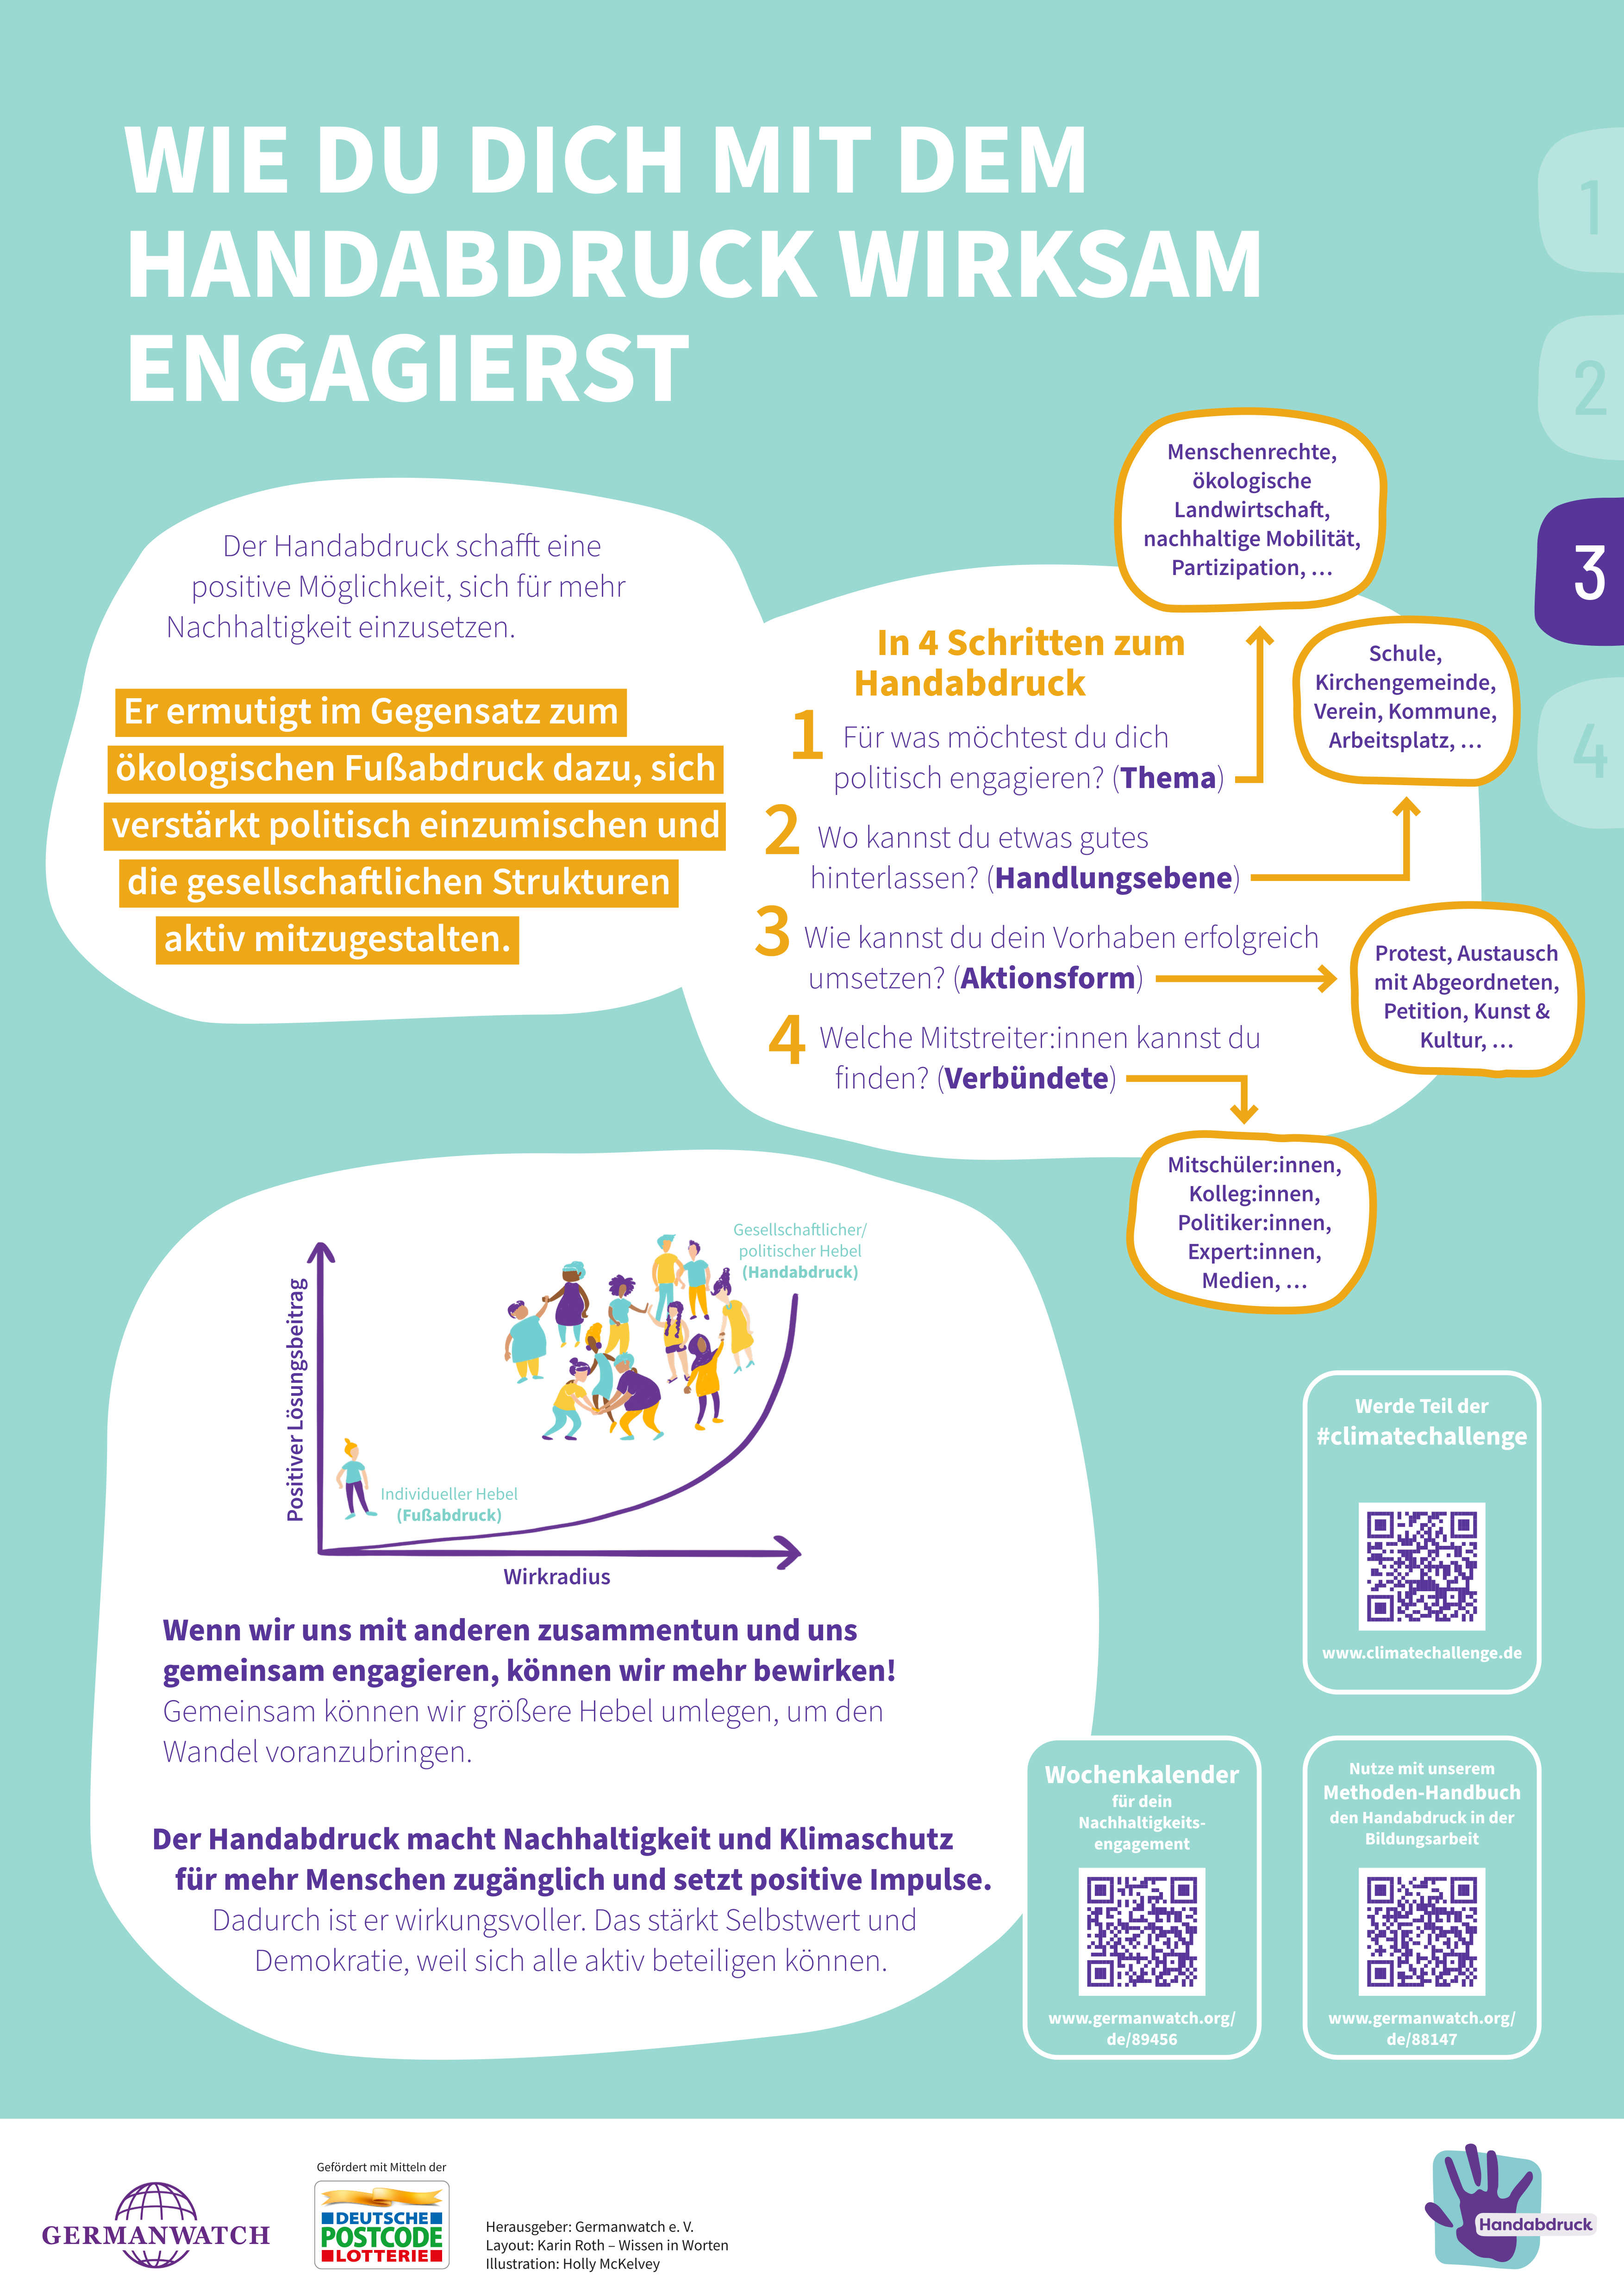 WIE DU DICH MIT DEM
HANDABDRUCK WIRKSAM
ENGAGIERST
1
2
3
4
Der Handabdruck schafft eine
positive Möglichkeit, sich für mehr
Nachhaltigkeit einzusetzen.
Er ermutigt im Gegensatz zum
ökologischen Fußabdruck dazu, sich
verstärkt politisch einzumischen und
die gesellschaftlichen Strukturen
aktiv mitzugestalten.
In 4 Schritten zum
Handabdruck
1 Für was möchtest du dich
politisch engagieren? (Thema)
Menschenrechte,
ökologische
Landwirtschaft,
nachhaltige Mobilität,
Partizipation, …
2 Wo kannst du etwas gutes
hinterlassen? (Handlungsebene)
Schule,
Kirchengemeinde,
Verein, Kommune,
Arbeitsplatz, …
3 Wie kannst du dein Vorhaben erfolgreich
umsetzen? (Aktionsform)
Protest, Austausch
mit Abgeordneten,
Petition, Kunst &
Kultur, …
4 Welche Mitstreiter:innen kannst du
finden? (Verbündete)
Mitschüler:innen,
Kolleg:innen,
Politiker:innen,
Expert:innen,
Medien, …
Positiver Lösungsbeitrag
Gesellschaftlicher/
politischer Hebel
(Handabdruck)
Individueller Hebel
(Fußabdruck)
Wirkradius
Wenn wir uns mit anderen zusammentun und uns
gemeinsam engagieren, können wir mehr bewirken!
Gemeinsam können wir größere Hebel umlegen, um den
Wandel voranzubringen.
Der Handabdruck macht Nachhaltigkeit und Klimaschutz
für mehr Menschen zugänglich und setzt positive Impulse.
Dadurch ist er wirkungsvoller. Das stärkt Selbstwert und
Demokratie, weil sich alle aktiv beteiligen können.
Werde Teil der
#climatechallenge
www.climatechallenge.de
Wochenkalender
für dein
Nachhaltigkeits-
engagement
www.germanwatch.org/
de/89456
Nutze mit unserem
Methoden-Handbuch
den Handabdruck in der
Bildungsarbeit
www.germanwatch.org/
de/88147
GERMANWATCH
Gefördert mit Mitteln der
DEUTSCHE
POSTCODE
LOTTERIE
Herausgeber: Germanwatch e. V.
Layout: Karin Roth – Wissen in Worten
Illustration: Holly McKelvey
Handabdruck